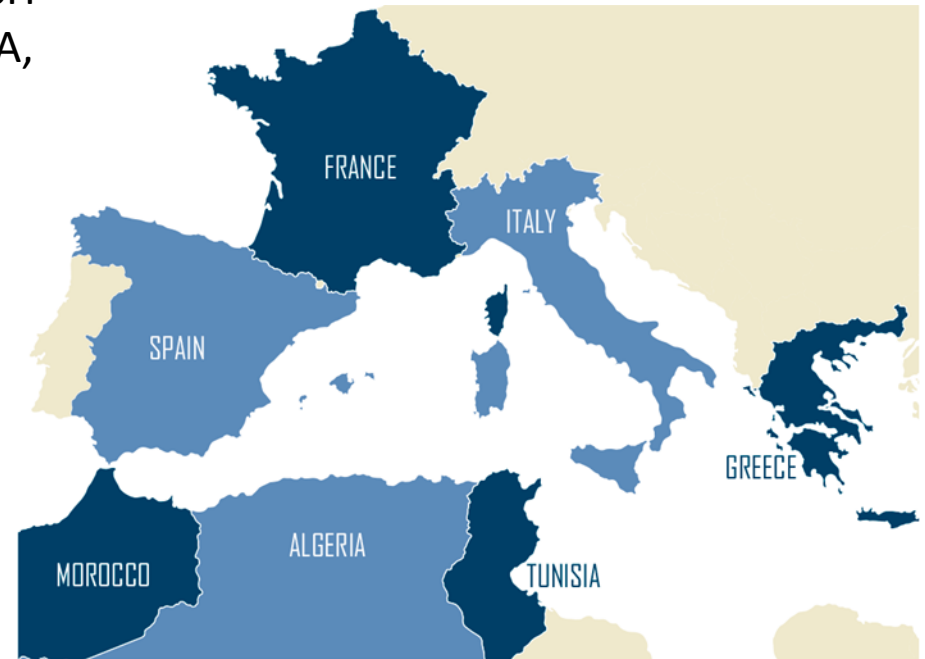 A,
FRANCE
ITALY
SPAIN
GREECE
ALGERIA
MOROCCO
TUNISIA